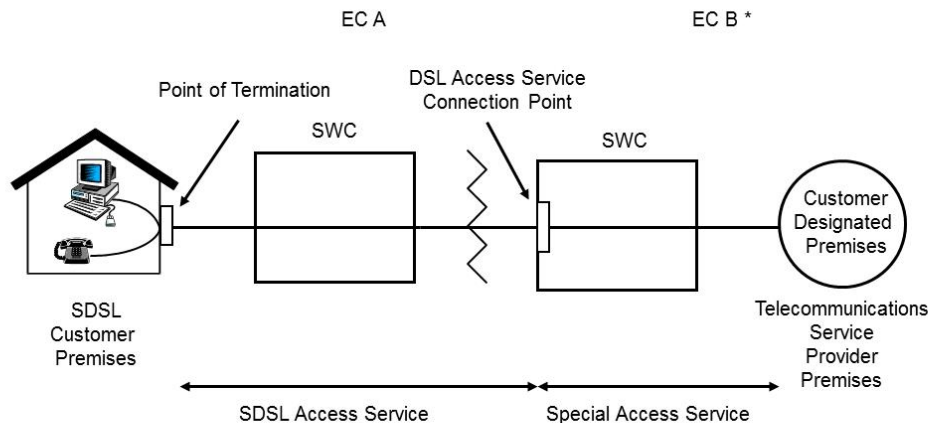 EC A
EC B *
Point of Termination
DSL Access Service
Connection Point
SWC
SWC
Customer
Designated
Premises
SDSL
Customer
Premises
Telecommunications
Service
Provider
Premises
SDSL Access Service
Special Access Service